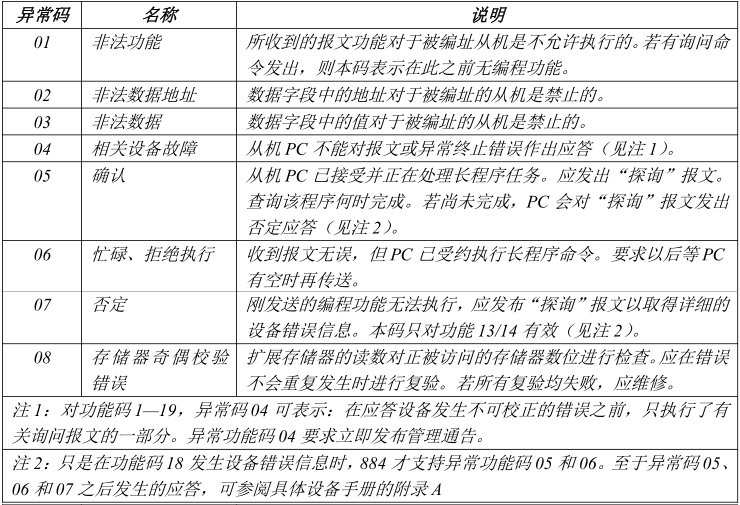 异常码 名称 说明
01 非法功能 所收到的报文功能对于被编址从机是不允许执行的。若有询问命
令发出，则本码表示在此之前无编程功能。
02 非法数据地址 数据字段中的地址对于被编址的从机是禁止的。
03 非法数据 数据字段中的值对于被编址的从机是禁止的。
04 相关设备故障 从机 PC 不能对报文或异常终止错误作出应答（见注 1）。
05 确认 从机 PC 已接受并正在处理长程序任务。应发出“探询”报文。
查询该程序何时完成。若尚未完成，PC 会对“探询”报文发出
否定应答（见注 2）。
06 忙碌、拒绝执行 收到报文无误，但 PC 已受约执行长程序命令。要求以后等 PC
有空时再传送。
07 否定 刚发送的编程功能无法执行，应发布“探询”报文以取得详细的
设备错误信息。本码只对功能 13/14 有效（见注 2）。
08 存储器奇偶校验 扩展存储器的读数对正被访问的存储器数位进行检查。应在错误
错误 不会重复发生时进行复验。若所有复验均失败，应维修。
注 1：对功能码 1—19，异常码 04 可表示：在应答设备发生不可校正的错误之前，只执行了有
关询问报文的一部分。异常功能码 04 要求立即发布管理通告。
注 2：只是在功能码 18 发生设备错误信息时，884 才支持异常功能码 05 和 06。至于异常码 05、
06 和 07 之后发生的应答，可参阅具体设备手册的附录 A